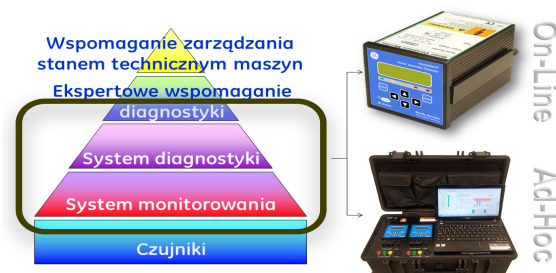 Wspomaganie zarządzania
stanem technicznym maszyn
Ekspertowe wspomaganie
diagnostyki
System diagnostyki
System monitorowania
Czujniki
On-Line
Ad-Hoc